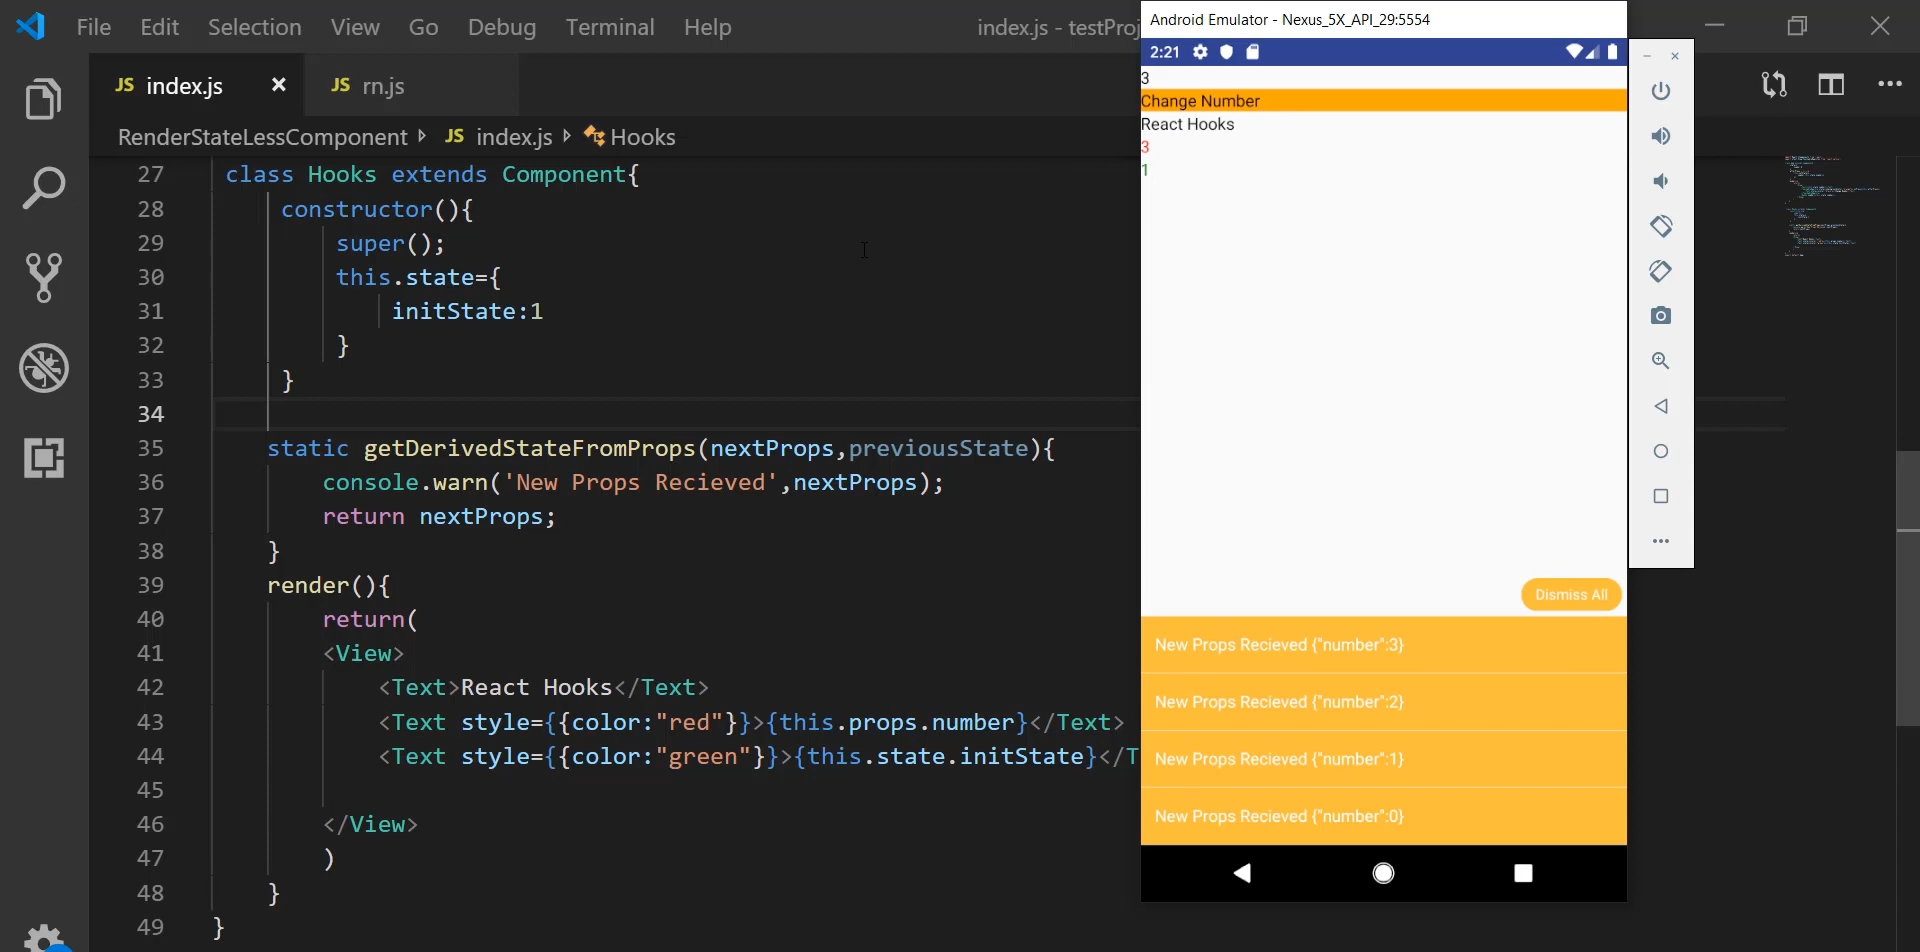 File Edit Selection View Go Debug Terminal Help
index.js - testProj
JS index.js
JS rn.js
RenderStateLessComponent JS index.js Hooks
27 class Hooks extends Component{
28 constructor(){
29 super();
30 this.state={
31 initState:1
32 }
33 }
34
35 static getDerivedStateFromProps(nextProps,previousState){
36 console.warn('New Props Recieved',nextProps);
37 return nextProps;
38 }
39 render(){
40 return(
41 <View>
42 <Text>React Hooks</Text>
43 <Text style={{color:"red"}}>{this.props.number}</Text>
44 <Text style={{color:"green"}}>{this.state.initState}</T
45
46 </View>
47 )
48 }
49 }
Android Emulator - Nexus_5X_API_29:5554
2:21
3
Change Number
React Hooks
3
1
Dismiss All
New Props Recieved {"number":3}
New Props Recieved {"number":2}
New Props Recieved {"number":1}
New Props Recieved {"number":0}